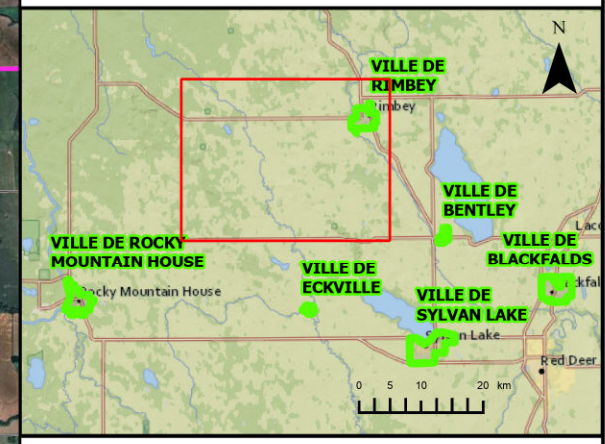 N
VILLE DE
RIMBEY
Rimbey
VILLE DE
BENTLEY
VILLE DE ROCKY
MOUNTAIN HOUSE
VILLE DE
BLACKFALDS
VILLE DE
ECKVILLE
Rocky Mountain House
VILLE DE
SYLVAN LAKE
Sylvan Lake
Red Deer
0 5 10 20 km